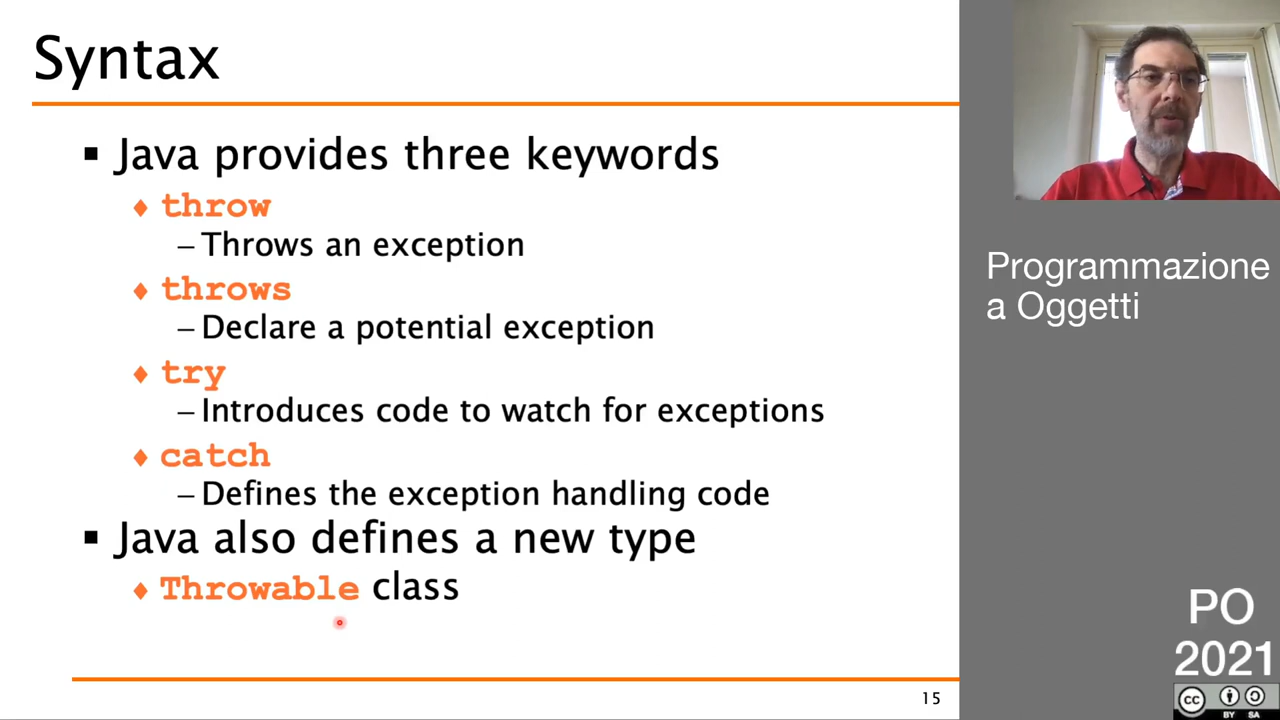 Syntax
▪ Java provides three keywords
♦ throw
– Throws an exception
♦ throws
– Declare a potential exception
♦ try
– Introduces code to watch for exceptions
♦ catch
– Defines the exception handling code
▪ Java also defines a new type
♦ Throwable class
15
Programmazione
a Oggetti
PO
2021
cc
BY SA